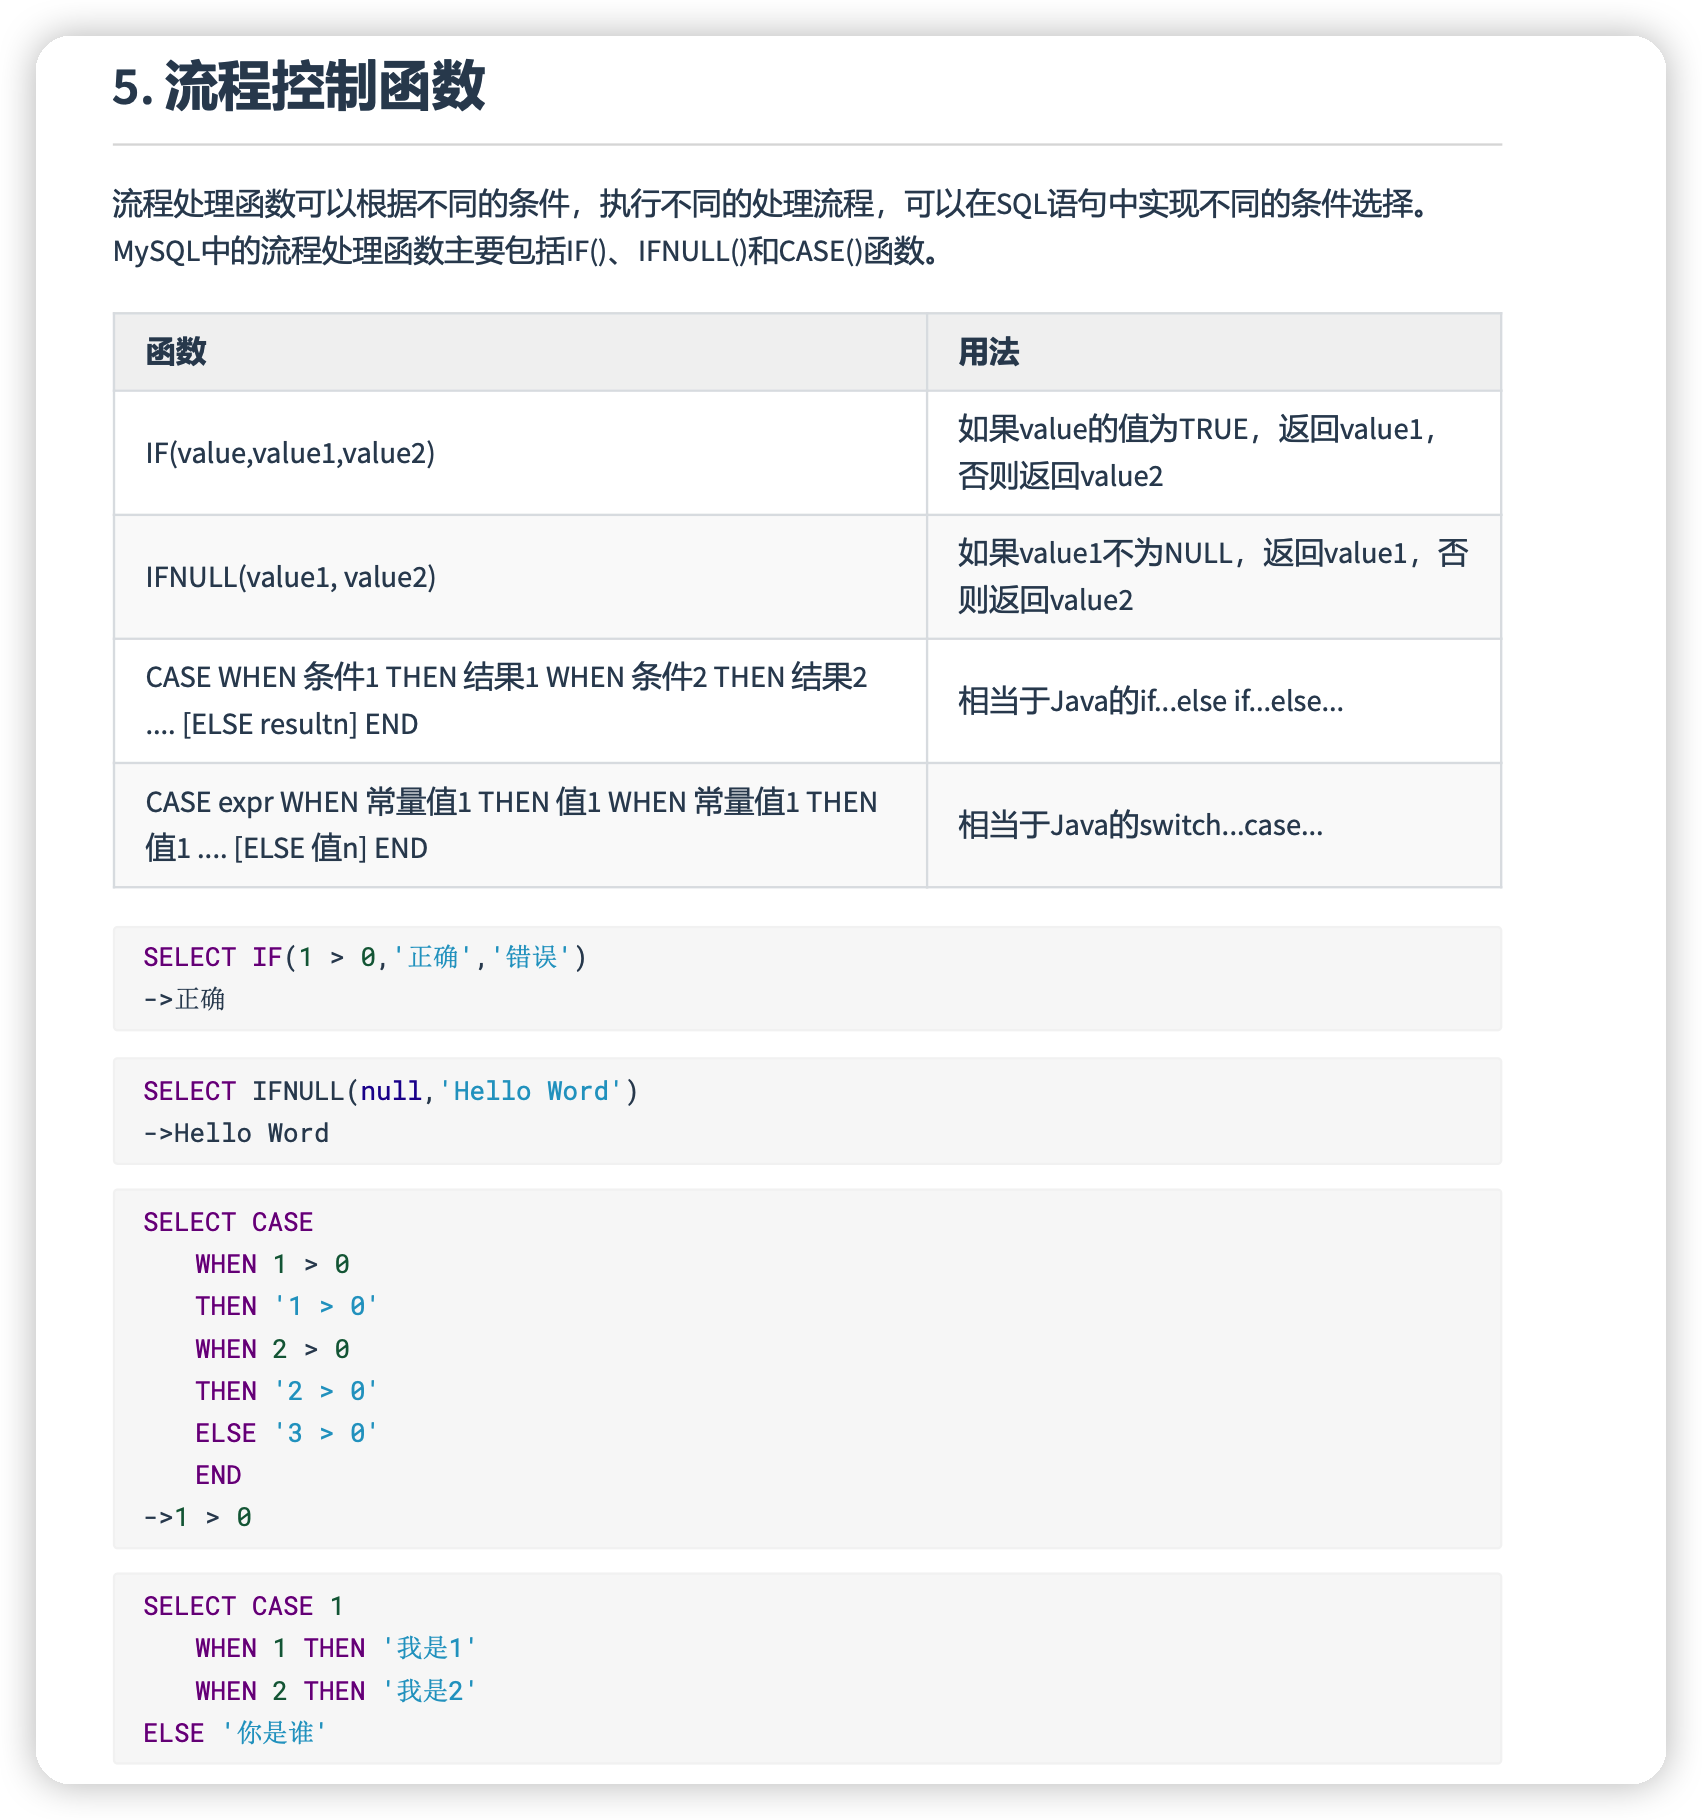 5. 流程控制函数
流程处理函数可以根据不同的条件，执行不同的处理流程，可以在SQL语句中实现不同的条件选择。
MySQL中的流程处理函数主要包括IF()、IFNULL()和CASE()函数。
函数 用法
IF(value,value1,value2) 如果value的值为TRUE，返回value1，
否则返回value2
IFNULL(value1, value2) 如果value1不为NULL，返回value1，否
则返回value2
CASE WHEN 条件1 THEN 结果1 WHEN 条件2 THEN 结果2
.... [ELSE resultn] END
相当于Java的if...else if...else...
CASE expr WHEN 常量值1 THEN 值1 WHEN 常量值1 THEN
值1 .... [ELSE 值n] END
相当于Java的switch...case...
SELECT IF(1 > 0,'正确','错误')
->正确
SELECT IFNULL(null,'Hello Word')
->Hello Word
SELECT CASE
WHEN 1 > 0
THEN '1 > 0'
WHEN 2 > 0
THEN '2 > 0'
ELSE '3 > 0'
END
->1 > 0
SELECT CASE 1
WHEN 1 THEN '我是1'
WHEN 2 THEN '我是2'
ELSE '你是谁'